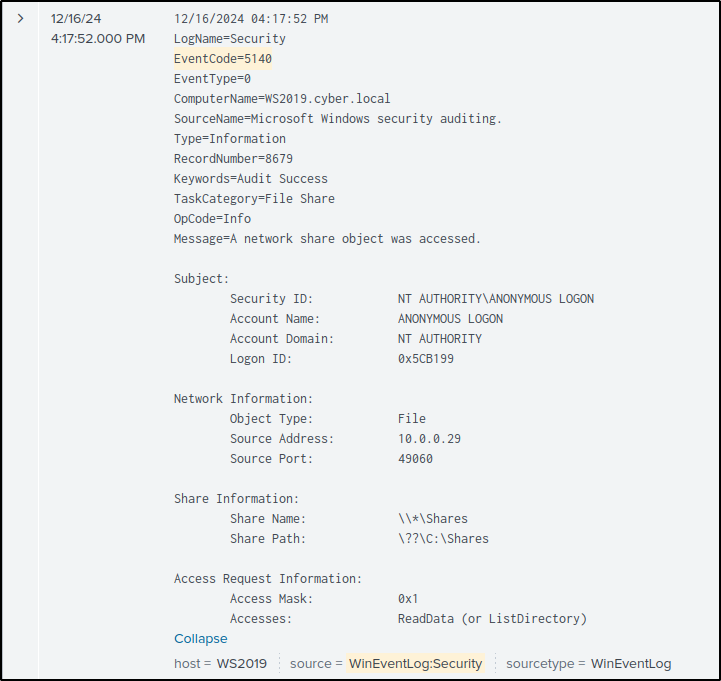 12/16/24
4:17:52.000 PM
12/16/2024 04:17:52 PM
LogName=Security
EventCode=5140
EventType=0
ComputerName=WS2019.cyber.local
SourceName=Microsoft Windows security auditing.
Type=Information
RecordNumber=8679
Keywords=Audit Success
TaskCategory=File Share
OpCode=Info
Message=A network share object was accessed.
Subject:
Security ID: NT AUTHORITY\ANONYMOUS LOGON
Account Name: ANONYMOUS LOGON
Account Domain: NT AUTHORITY
Logon ID: 0x5CB199
Network Information:
Object Type: File
Source Address: 10.0.0.29
Source Port: 49060
Share Information:
Share Name: \\*\Shares
Share Path: \??\C:\Shares
Access Request Information:
Access Mask: 0x1
Accesses: ReadData (or ListDirectory)
Collapse
host = WS2019 source = WinEventLog:Security sourcetype = WinEventLog